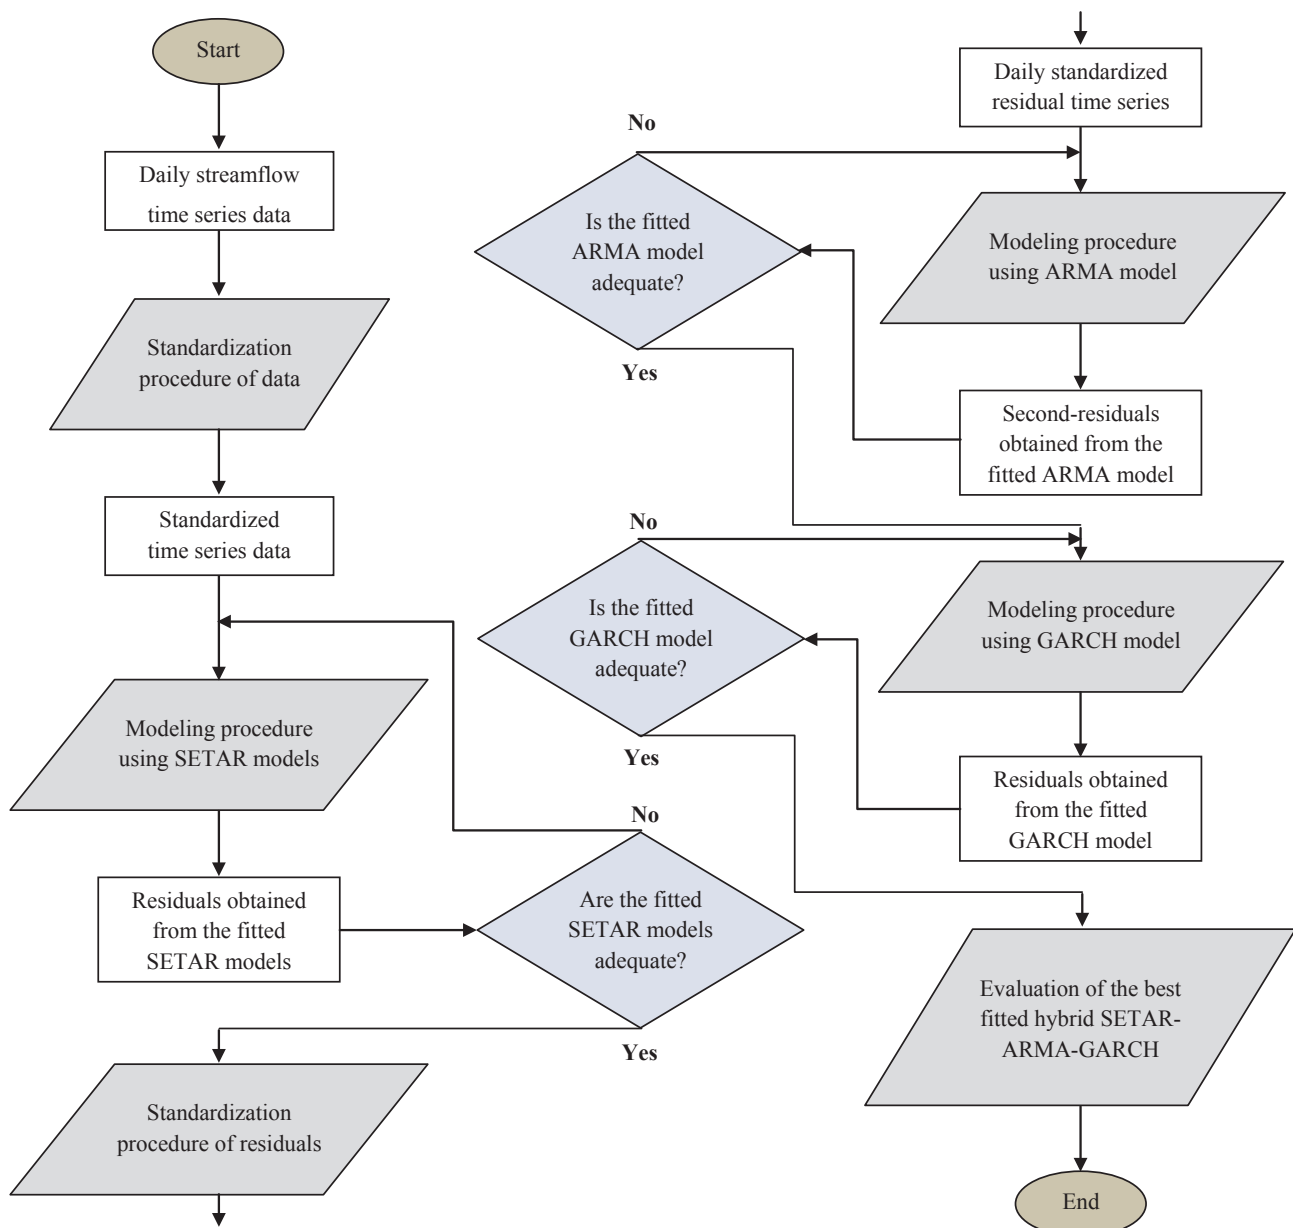 Start
Daily streamflow
time series data
Standardization
procedure of data
Standardized
time series data
Modeling procedure
using SETAR models
Residuals obtained
from the fitted
SETAR models
No
Are the fitted
SETAR models
adequate?
Yes
Standardization
procedure of residuals
Daily standardized
residual time series
No
Modeling procedure
using ARMA model
Is the fitted
ARMA model
adequate?
Yes
Second-residuals
obtained from the
fitted ARMA model
No
Modeling procedure
using GARCH model
Is the fitted
GARCH model
adequate?
Yes
Residuals obtained
from the fitted
GARCH model
Evaluation of the best
fitted hybrid SETAR-
ARMA-GARCH
End